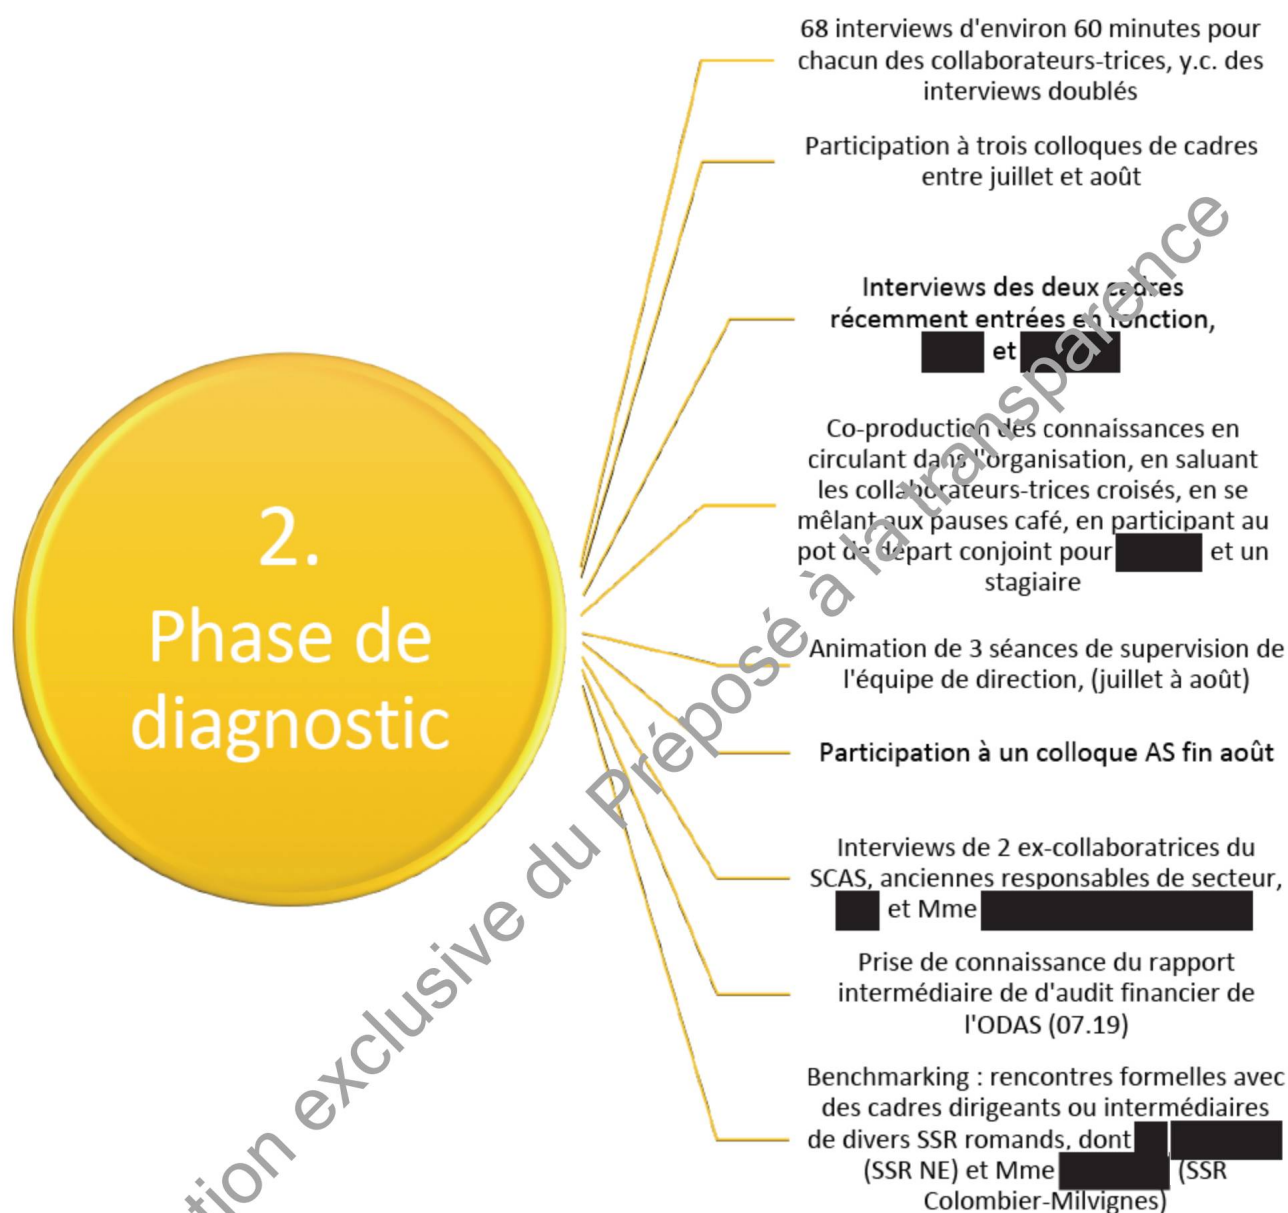 68 interviews d'environ 60 minutes pour
chacun des collaborateurs-trices, y.c. des
interviews doublés
Participation à trois colloques de cadres
entre juillet et août
Interviews des deux cadres
récemment entrées en fonction,
et
Co-production des connaissances en
circulant dans l'organisation, en saluant
les collaborateurs-trices croisés, en se
mêlant aux pauses café, en participant au
pot de départ conjoint pour et un
stagiaire
2.
Phase de
diagnostic
Animation de 3 séances de supervision de
l'équipe de direction, (juillet à août)
Participation à un colloque AS fin août
Interviews de 2 ex-collaboratrices du
SCAS, anciennes responsables de secteur,
et Mme
Prise de connaissance du rapport
intermédiaire de d'audit financier de
l'ODAS (07.19)
Benchmarking : rencontres formelles avec
des cadres dirigeants ou intermédiaires
de divers SSR romands, dont
(SSR NE) et Mme (SSR
Colombier-Milvignes)
tion exclusive du Préposé à la transparence